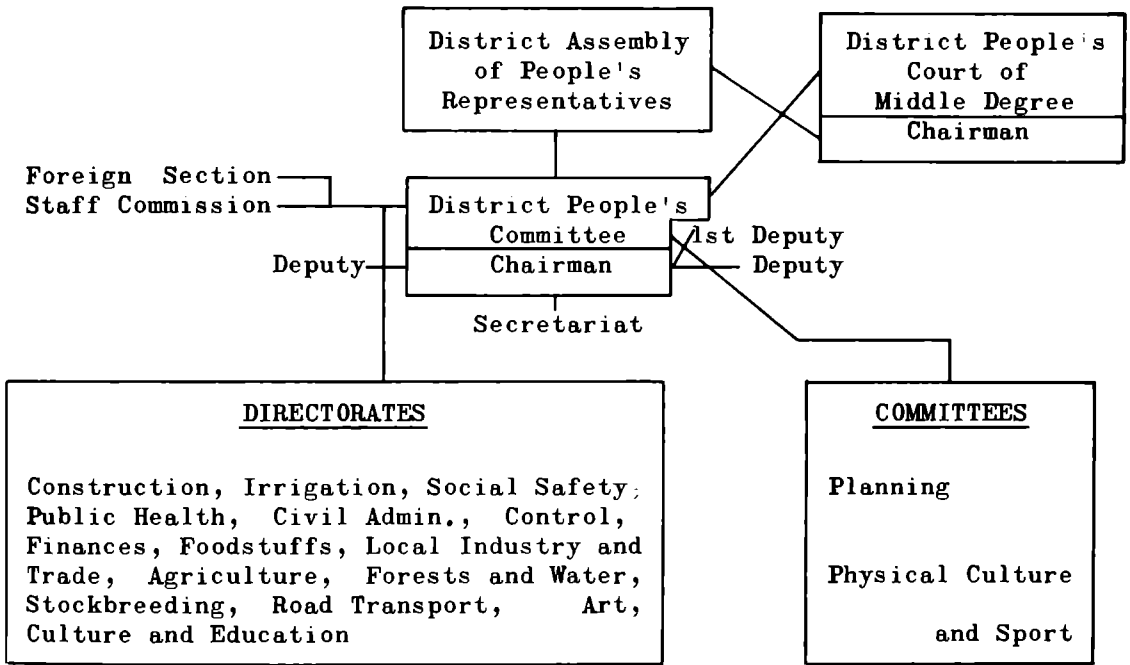 District Assembly
of People's
Representatives
District People's
Court of
Middle Degree
Chairman
Foreign Section
Staff Commission
District People's
Committee
1st Deputy
Deputy
Chairman
Deputy
Secretariat
DIRECTORATES
Construction, Irrigation, Social Safety,
Public Health, Civil Admin., Control,
Finances, Foodstuffs, Local Industry and
Trade, Agriculture, Forests and Water,
Stockbreeding, Road Transport, Art,
Culture and Education
COMMITTEES
Planning
Physical Culture
and Sport